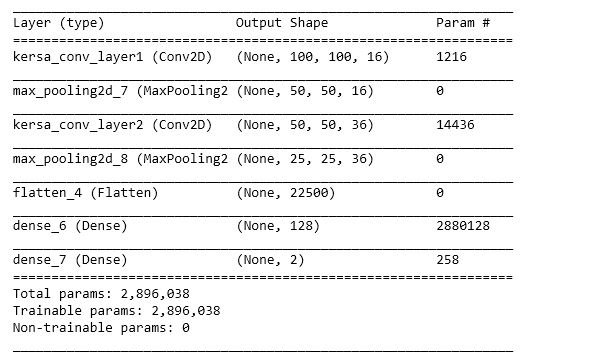 Layer (type) Output Shape Param #
=================================================================
kersa_conv_layer1 (Conv2D) (None, 100, 100, 16) 1216
max_pooling2d_7 (MaxPooling2 (None, 50, 50, 16) 0
kersa_conv_layer2 (Conv2D) (None, 50, 50, 36) 14436
max_pooling2d_8 (MaxPooling2 (None, 25, 25, 36) 0
flatten_4 (Flatten) (None, 22500) 0
dense_6 (Dense) (None, 128) 2880128
dense_7 (Dense) (None, 2) 258
=================================================================
Total params: 2,896,038
Trainable params: 2,896,038
Non-trainable params: 0